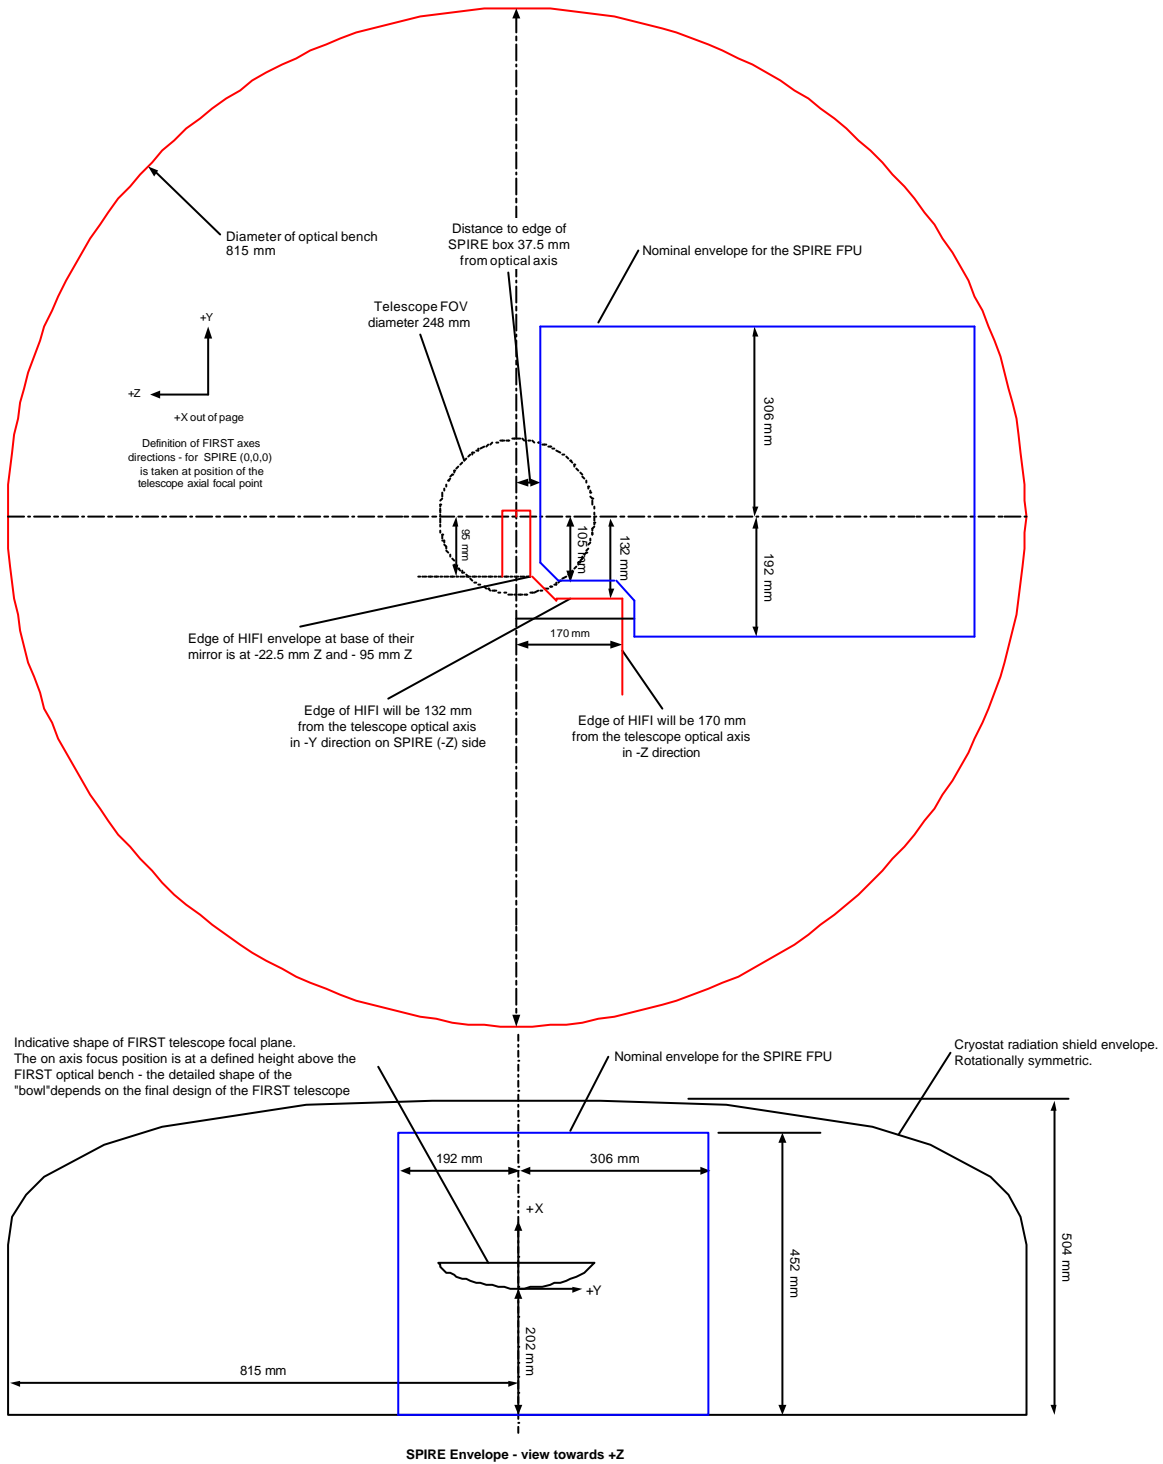 Diameter of optical bench
815 mm
Distance to edge of
SPIRE box 37.5 mm
from optical axis
Nominal envelope for the SPIRE FPU
Telescope FOV
diameter 248 mm
+Y
+Z
+X out of page
Definition of FIRST axes
directions - for SPIRE (0,0,0)
is taken at position of the
telescope axial focal point
306 mm
95 mm
105 mm
132 mm
192 mm
170 mm
Edge of HIFI envelope at base of their
mirror is at -22.5 mm Z and - 95 mm Z
Edge of HIFI will be 132 mm
from the telescope optical axis
in -Y direction on SPIRE (-Z) side
Edge of HIFI will be 170 mm
from the telescope optical axis
in -Z direction
Indicative shape of FIRST telescope focal plane.
The on axis focus position is at a defined height above the
FIRST optical bench - the detailed shape of the
"bowl"depends on the final design of the FIRST telescope
Nominal envelope for the SPIRE FPU
Cryostat radiation shield envelope.
Rotationally symmetric.
192 mm
306 mm
+X
+Y
452 mm
504 mm
202 mm
815 mm
SPIRE Envelope - view towards +Z